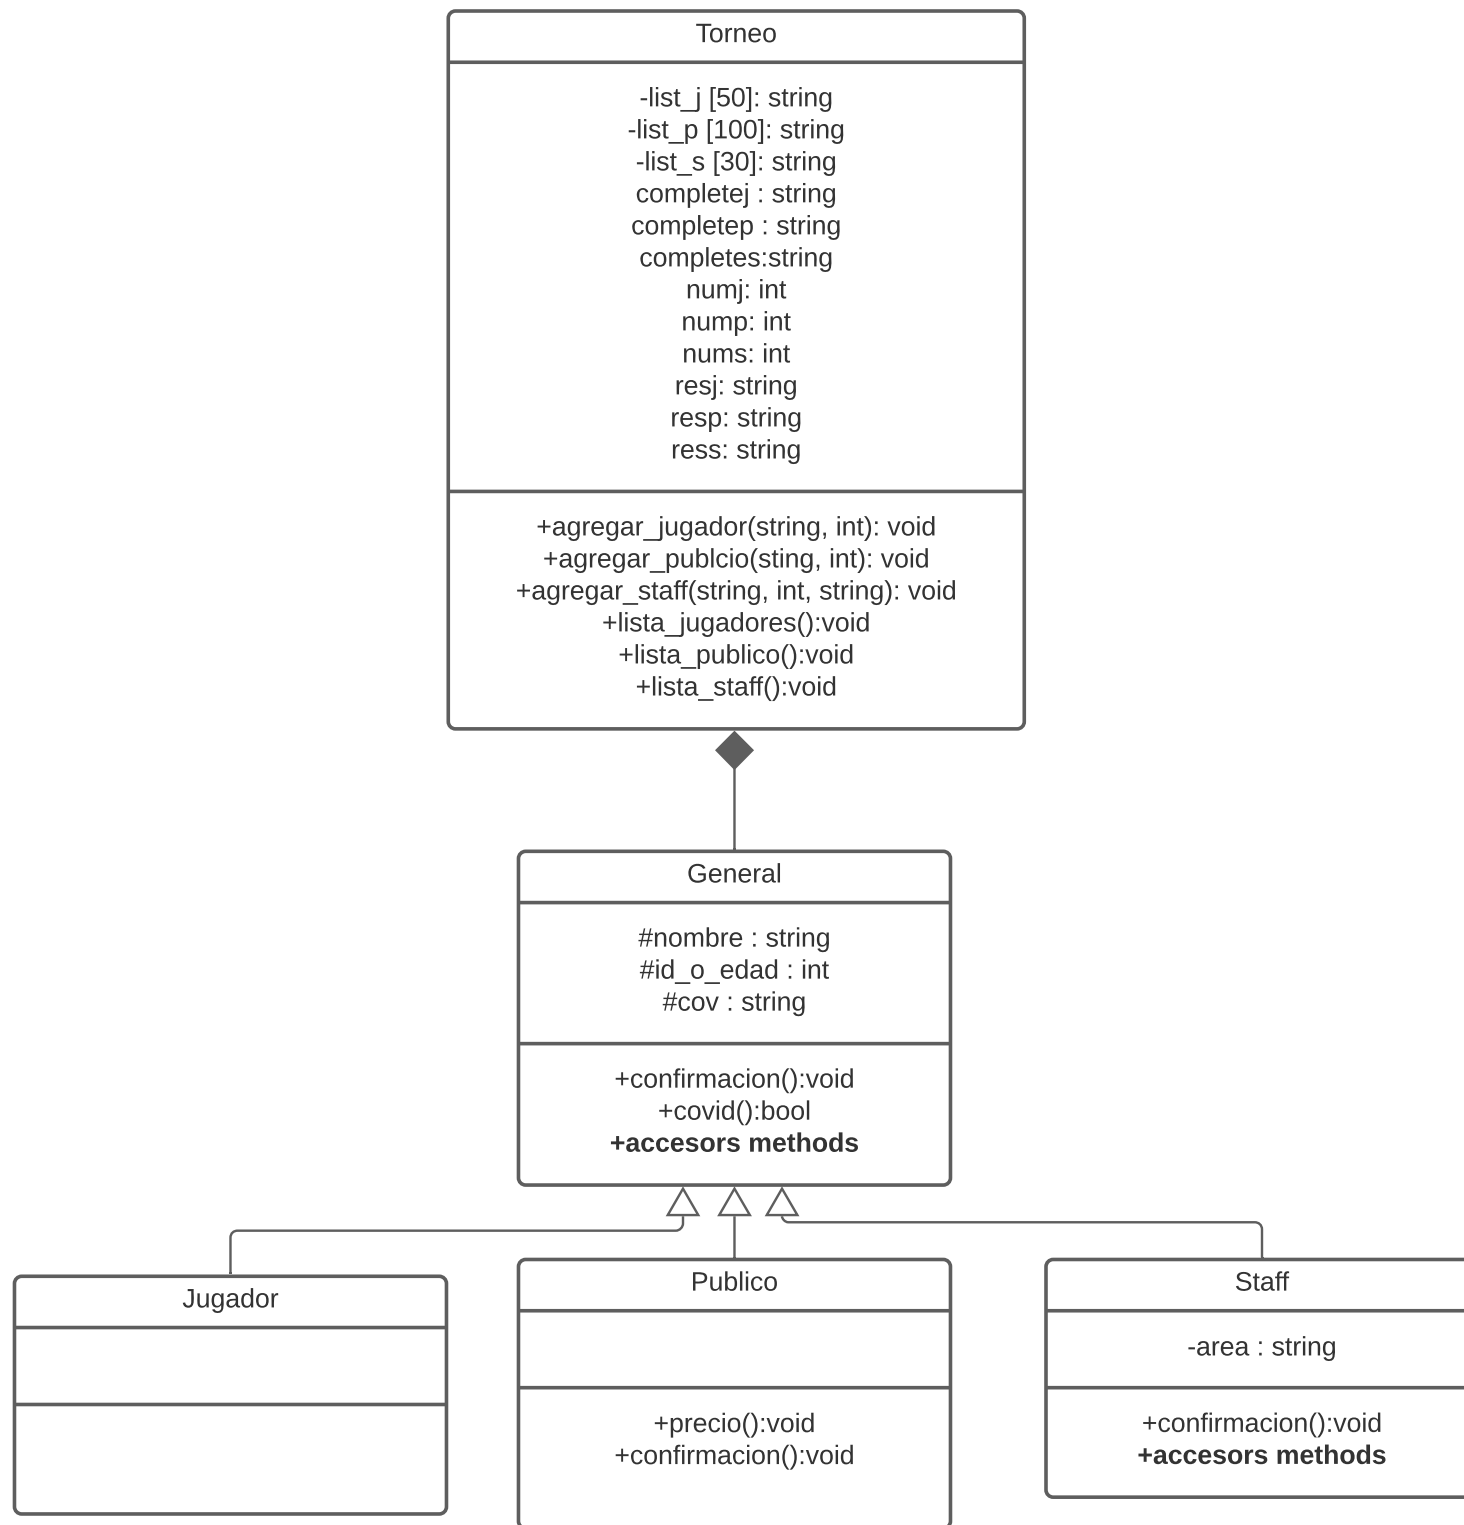 Torneo
-list_j [50]: string
-list_p [100]: string
-list_s [30]: string
completej : string
completep : string
completes:string
numj: int
nump: int
nums: int
resj: string
resp: string
ress: string
+agregar_jugador(string, int): void
+agregar_publcio(sting, int): void
+agregar_staff(string, int, string): void
+lista_jugadores():void
+lista_publico():void
+lista_staff():void
General
#nombre : string
#id_o_edad : int
#cov : string
+confirmacion():void
+covid():bool
+accesors methods
Jugador
Publico
+precio():void
+confirmacion():void
Staff
-area : string
+confirmacion():void
+accesors methods